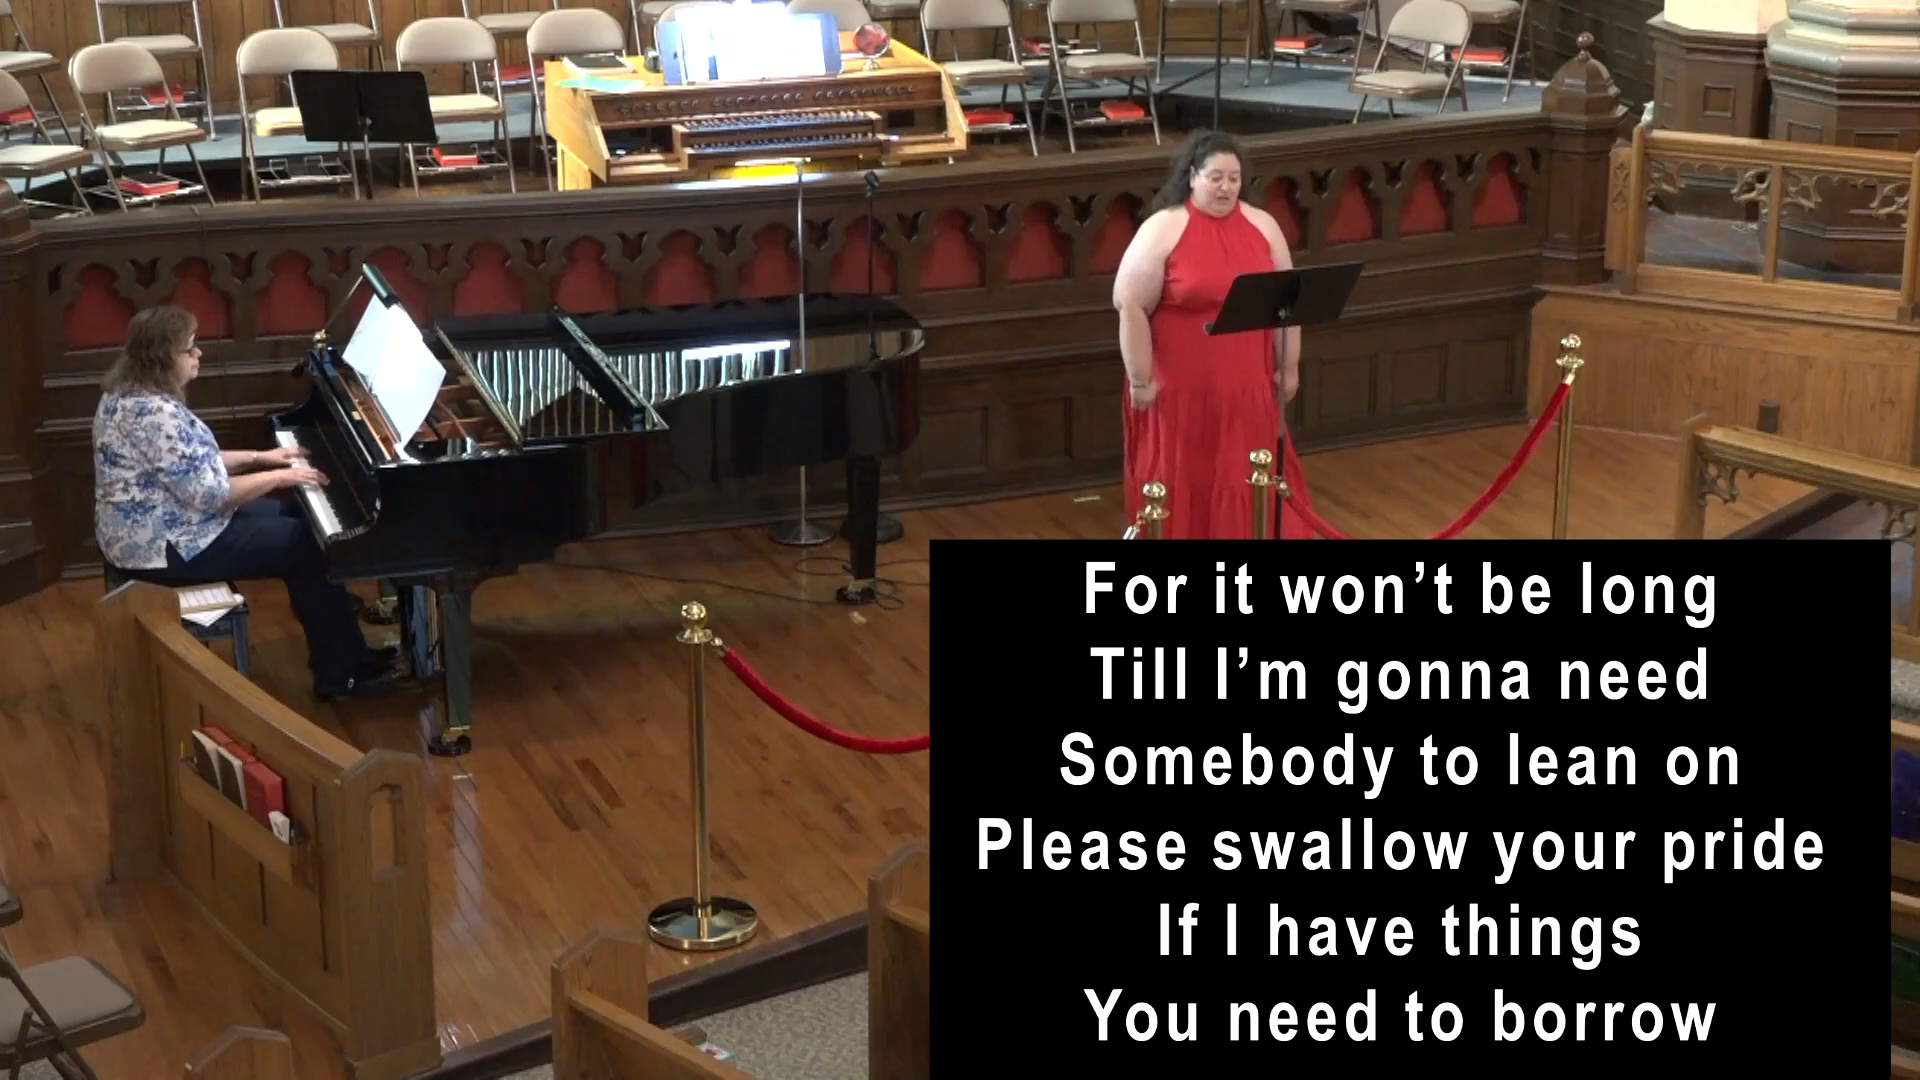 For it won’t be long
Till I’m gonna need
Somebody to lean on
Please swallow your pride
If I have things
You need to borrow